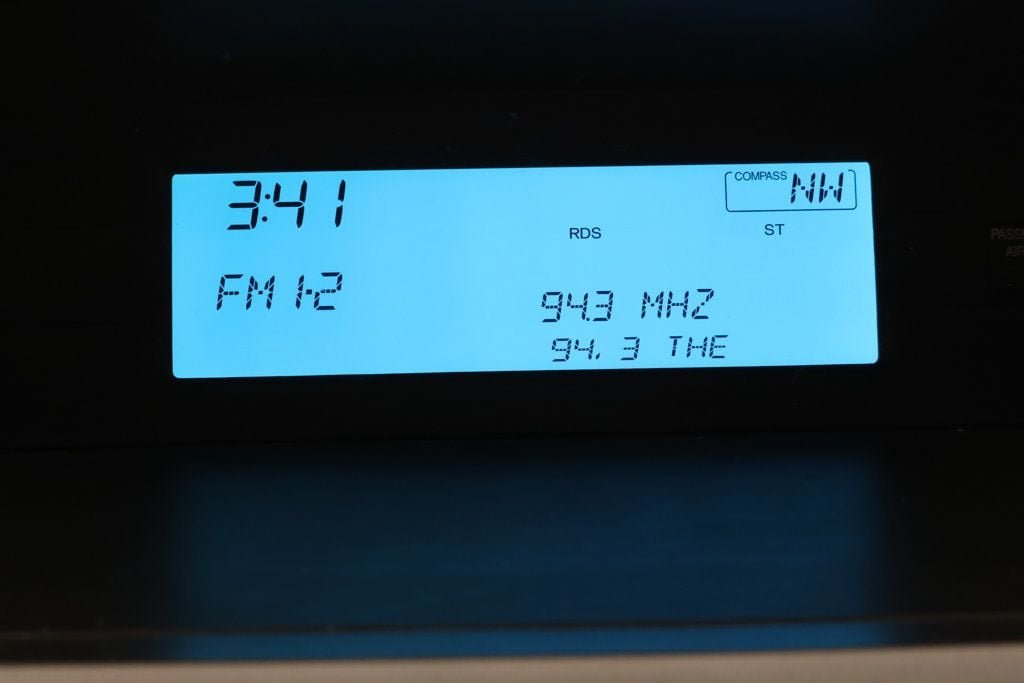 3:41
COMPASS NW
RDS
ST
FM 1-2
94.3 MHZ
94.3 THE